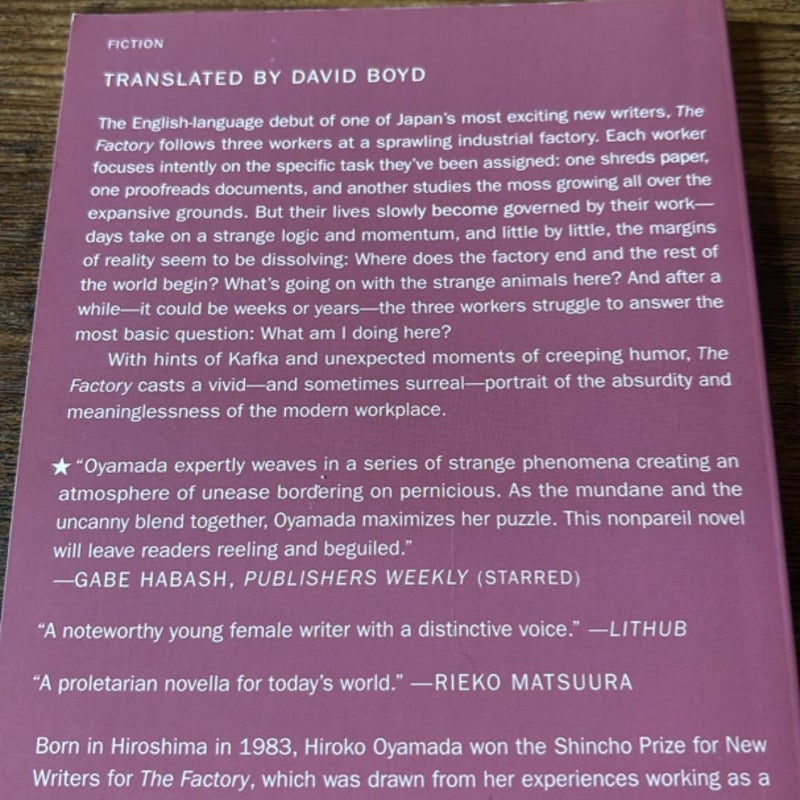 FICTION
TRANSLATED BY DAVID BOYD
The English-language debut of one of Japan's most exciting new writers, The
Factory follows three workers at a sprawling industrial factory. Each worker
focuses intently on the specific task they've been assigned: one shreds paper,
one proofreads documents, and another studies the moss growing all over the
expansive grounds. But their lives slowly become governed by their work—
days take on a strange logic and momentum, and little by little, the margins
of reality seem to be dissolving: Where does the factory end and the rest of
the world begin? What's going on with the strange animals here? And after a
while—it could be weeks or years—the three workers struggle to answer the
most basic question: What am I doing here?
With hints of Kafka and unexpected moments of creeping humor, The
Factory casts a vivid—and sometimes surreal—portrait of the absurdity and
meaninglessness of the modern workplace.
★ “Oyamada expertly weaves in a series of strange phenomena creating an
atmosphere of unease bordering on pernicious. As the mundane and the
uncanny blend together, Oyamada maximizes her puzzle. This nonpareil novel
will leave readers reeling and beguiled.”
—GABE HABASH, PUBLISHERS WEEKLY (STARRED)
“A noteworthy young female writer with a distinctive voice.” —LITHUB
“A proletarian novella for today's world.” —RIEKO MATSUURA
Born in Hiroshima in 1983, Hiroko Oyamada won the Shincho Prize for New
Writers for The Factory, which was drawn from her experiences working as a